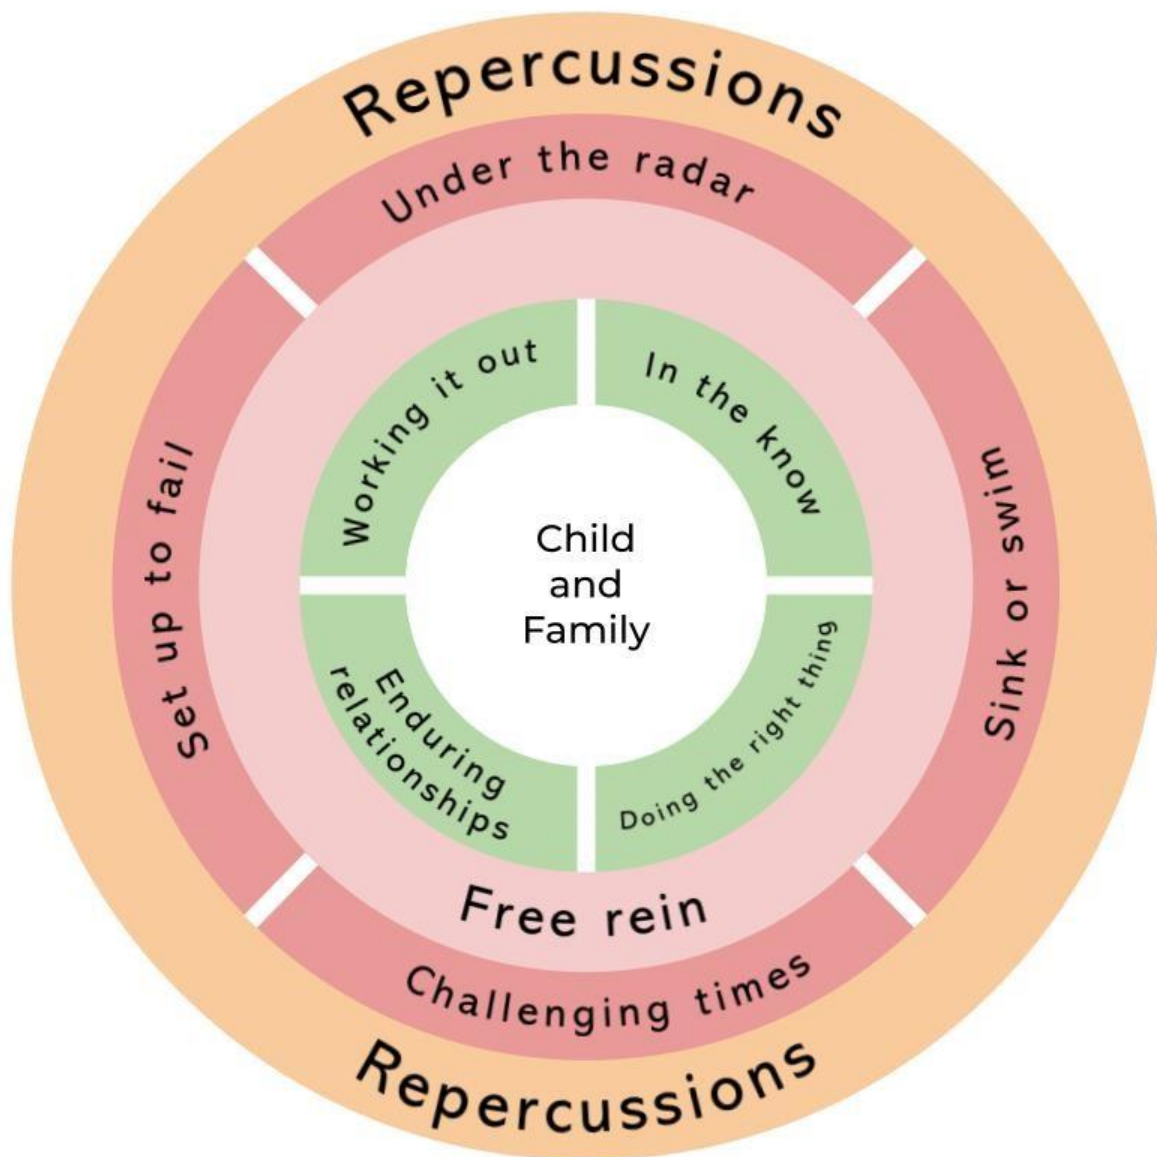 Repercussions
Under the radar
Set up to fail
Sink or swim
Working it out
In the know
Child
and
Family
Enduring
relationships
Doing the right thing
Free rein
Challenging times
Repercussions